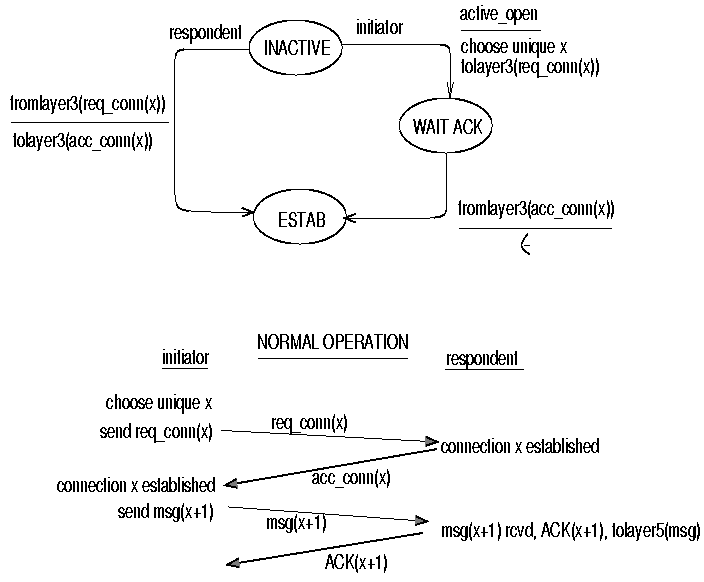 respondent
INACTIVE
initiator
active_open
choose unique x
tolayer3(req_conn(x))
fromlayer3(req_conn(x))
tolayer3(acc_conn(x))
WAIT ACK
ESTAB
fromlayer3(acc_conn(x))
∈
NORMAL OPERATION
initiator
respondent
choose unique x
send req_conn(x)
req_conn(x)
connection x established
acc_conn(x)
connection x established
send msg(x+1)
msg(x+1)
msg(x+1) rcvd, ACK(x+1), tolayer5(msg)
ACK(x+1)